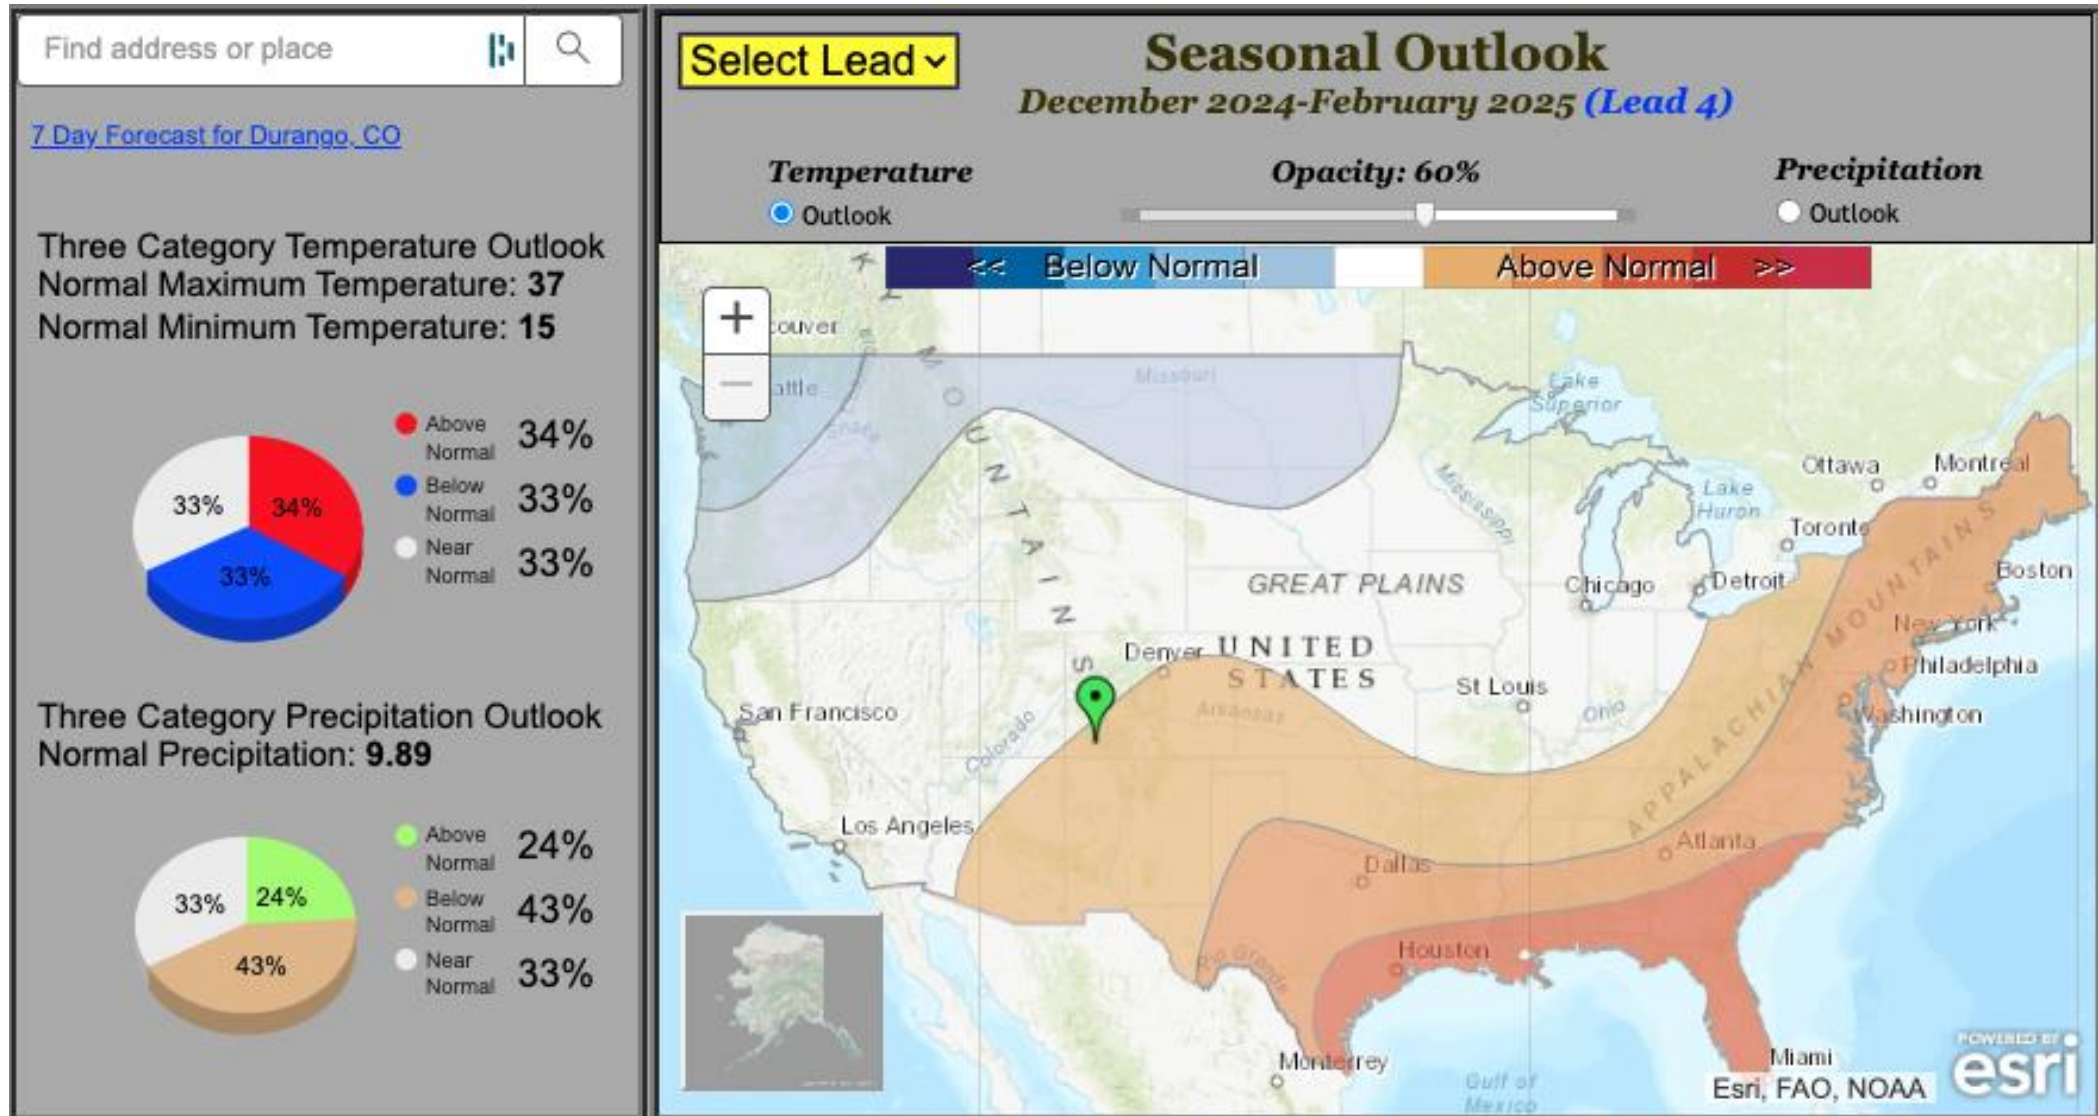 Find address or place
7 Day Forecast for Durango, CO
Three Category Temperature Outlook
Normal Maximum Temperature: 37
Normal Minimum Temperature: 15
33%
34%
33%
Above
Normal
34%
Below
Normal
33%
Near
Normal
33%
Three Category Precipitation Outlook
Normal Precipitation: 9.89
33%
24%
43%
Above
Normal
24%
Below
Normal
43%
Near
Normal
33%
Select Lead
Seasonal Outlook
December 2024-February 2025 (Lead 4)
Temperature
Outlook
Opacity: 60%
Precipitation
Outlook
<< Below Normal
Above Normal >>
+
−
couver
attle
Missouri
Snake
MOUNTAINS
Lake
Superior
Mississippi
Ottawa
Montreal
Lake
Huron
Toronto
Boston
GREAT PLAINS
Chicago
Detroit
New York
Denver
UNITED
STATES
Philadelphia
St Louis
San Francisco
Arkansas
Ohio
Washington
Colorado
APPALACHIAN MOUNTAINS
Los Angeles
Atlanta
Dallas
Houston
Rio Grande
Monterrey
Miami
Gulf of
Mexico
Esri, FAO, NOAA
POWERED BY
esri